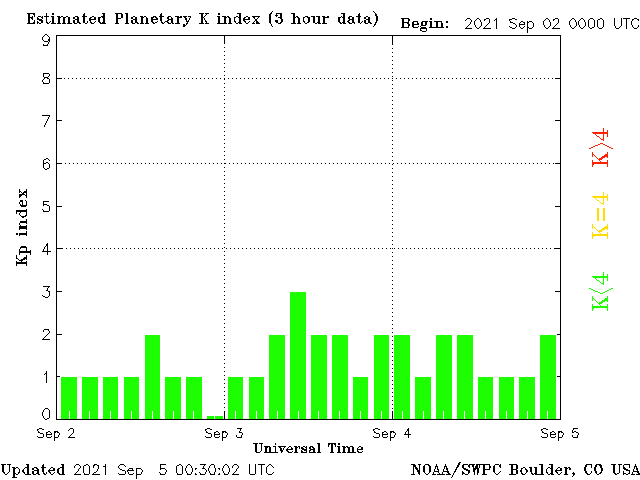 Estimated Planetary K index (3 hour data) Begin: 2021 Sep 02 0000 UTC
9
8
7
6
5
4
3
2
1
0
Kp index
K>4
K=4
K<4
Sep 2 Sep 3 Sep 4 Sep 5
Universal Time
Updated 2021 Sep 5 00:30:02 UTC NOAA/SWPC Boulder, CO USA